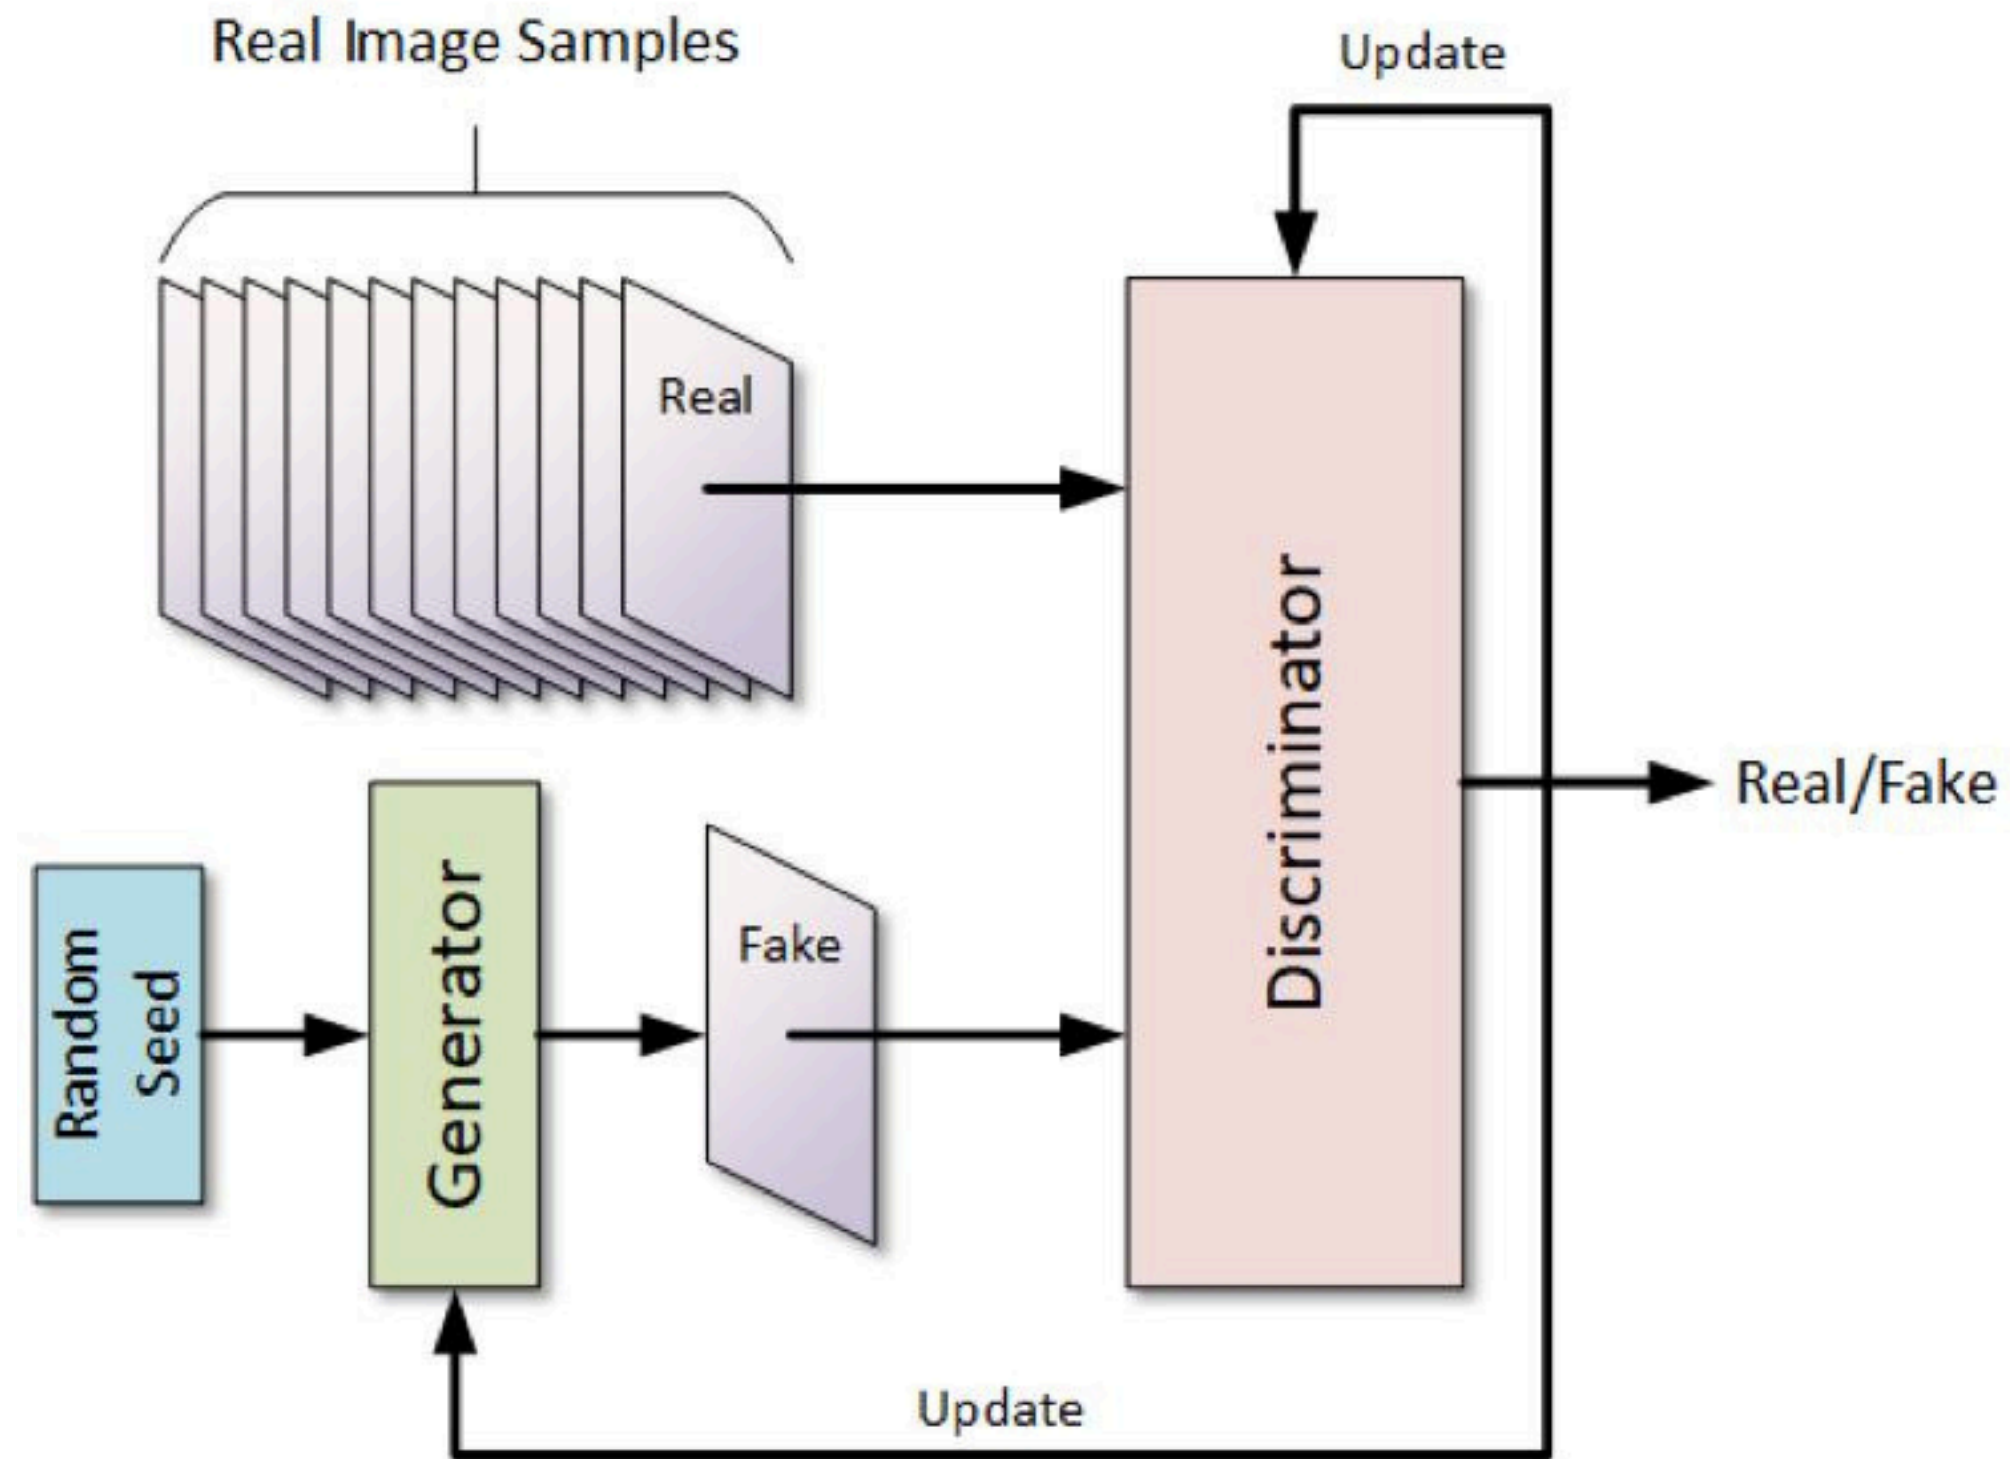 Real Image Samples
Update
Real
Discriminator
Real/Fake
Generator
Fake
Random
Seed
Update